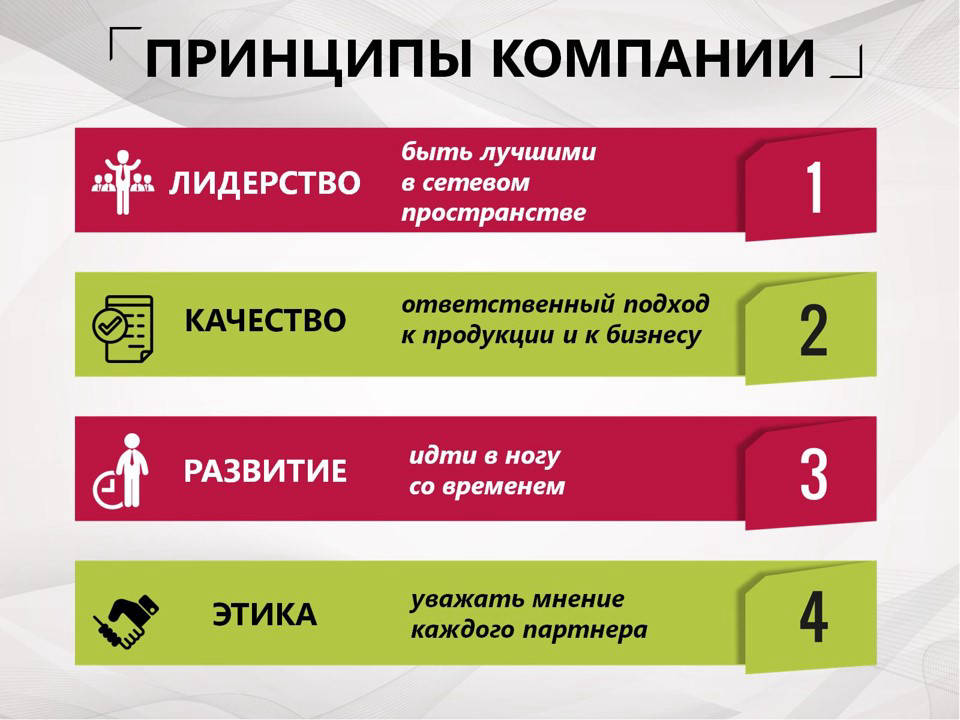 ПРИНЦИПЫ КОМПАНИИ
ЛИДЕРСТВО
быть лучшими
в сетевом
пространстве
1
КАЧЕСТВО
ответственный подход
к продукции и к бизнесу
2
РАЗВИТИЕ
идти в ногу
со временем
3
ЭТИКА
уважать мнение
каждого партнера
4